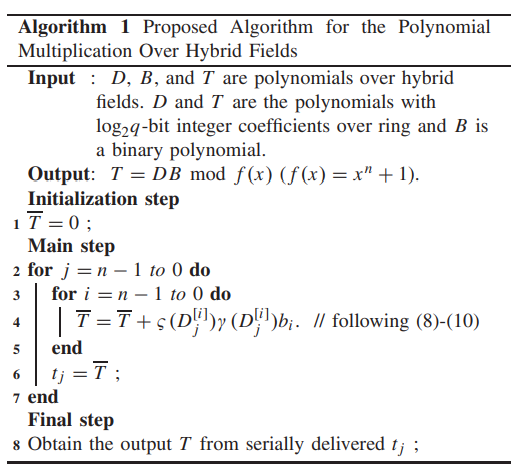 Algorithm 1 Proposed Algorithm for the Polynomial
Multiplication Over Hybrid Fields
Input : D, B, and T are polynomials over hybrid
fields. D and T are the polynomials with
log₂q-bit integer coefficients over ring and B is
a binary polynomial.
Output: T = DB mod f(x) (f(x) = xⁿ + 1).
Initialization step
1 T̅ = 0 ;
Main step
2 for j = n − 1 to 0 do
3 for i = n − 1 to 0 do
4 T̅ = T̅ + ς(D_j^{[i]})γ(D_j^{[i]})b_i. // following (8)-(10)
5 end
6 t_j = T̅ ;
7 end
Final step
8 Obtain the output T from serially delivered t_j ;